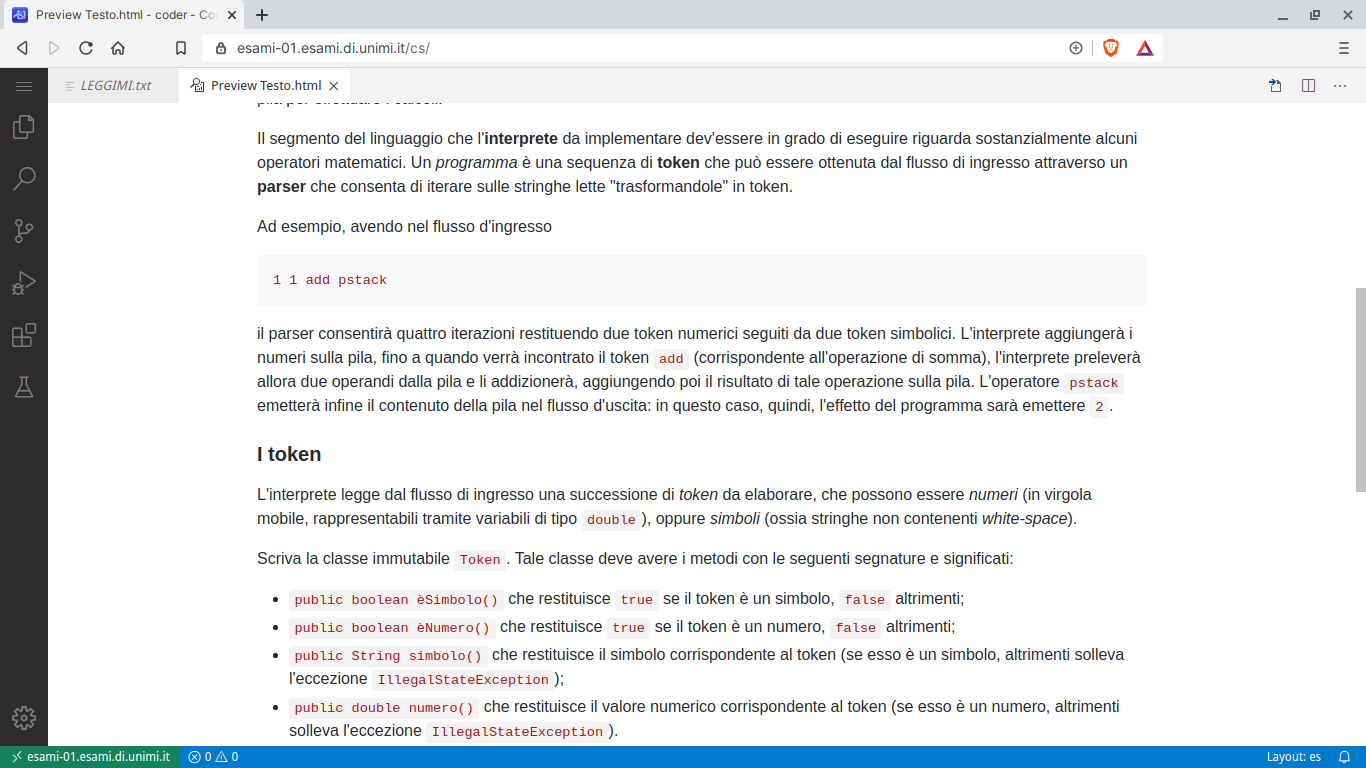 Preview Testo.html - coder - Co
esami-01.esami.di.unimi.it/cs/
LEGGIMI.txt
Preview Testo.html
Il segmento del linguaggio che l'interprete da implementare dev'essere in grado di eseguire riguarda sostanzialmente alcuni
operatori matematici. Un programma è una sequenza di token che può essere ottenuta dal flusso di ingresso attraverso un
parser che consenta di iterare sulle stringhe lette "trasformandole" in token.
Ad esempio, avendo nel flusso d'ingresso
1 1 add pstack
il parser consentirà quattro iterazioni restituendo due token numerici seguiti da due token simbolici. L'interprete aggiungerà i
numeri sulla pila, fino a quando verrà incontrato il token add (corrispondente all'operazione di somma), l'interprete preleverà
allora due operandi dalla pila e li addizionerà, aggiungendo poi il risultato di tale operazione sulla pila. L'operatore pstack
emetterà infine il contenuto della pila nel flusso d'uscita: in questo caso, quindi, l'effetto del programma sarà emettere 2 .
I token
L'interprete legge dal flusso di ingresso una successione di token da elaborare, che possono essere numeri (in virgola
mobile, rappresentabili tramite variabili di tipo double ), oppure simboli (ossia stringhe non contenenti white-space).
Scriva la classe immutabile Token . Tale classe deve avere i metodi con le seguenti segnature e significati:
• public boolean èSimbolo() che restituisce true se il token è un simbolo, false altrimenti;
• public boolean èNumero() che restituisce true se il token è un numero, false altrimenti;
• public String simbolo() che restituisce il simbolo corrispondente al token (se esso è un simbolo, altrimenti solleva
l'eccezione IllegalStateException );
• public double numero() che restituisce il valore numerico corrispondente al token (se esso è un numero, altrimenti
solleva l'eccezione IllegalStateException ).
esami-01.esami.di.unimi.it 0 0 Layout: es